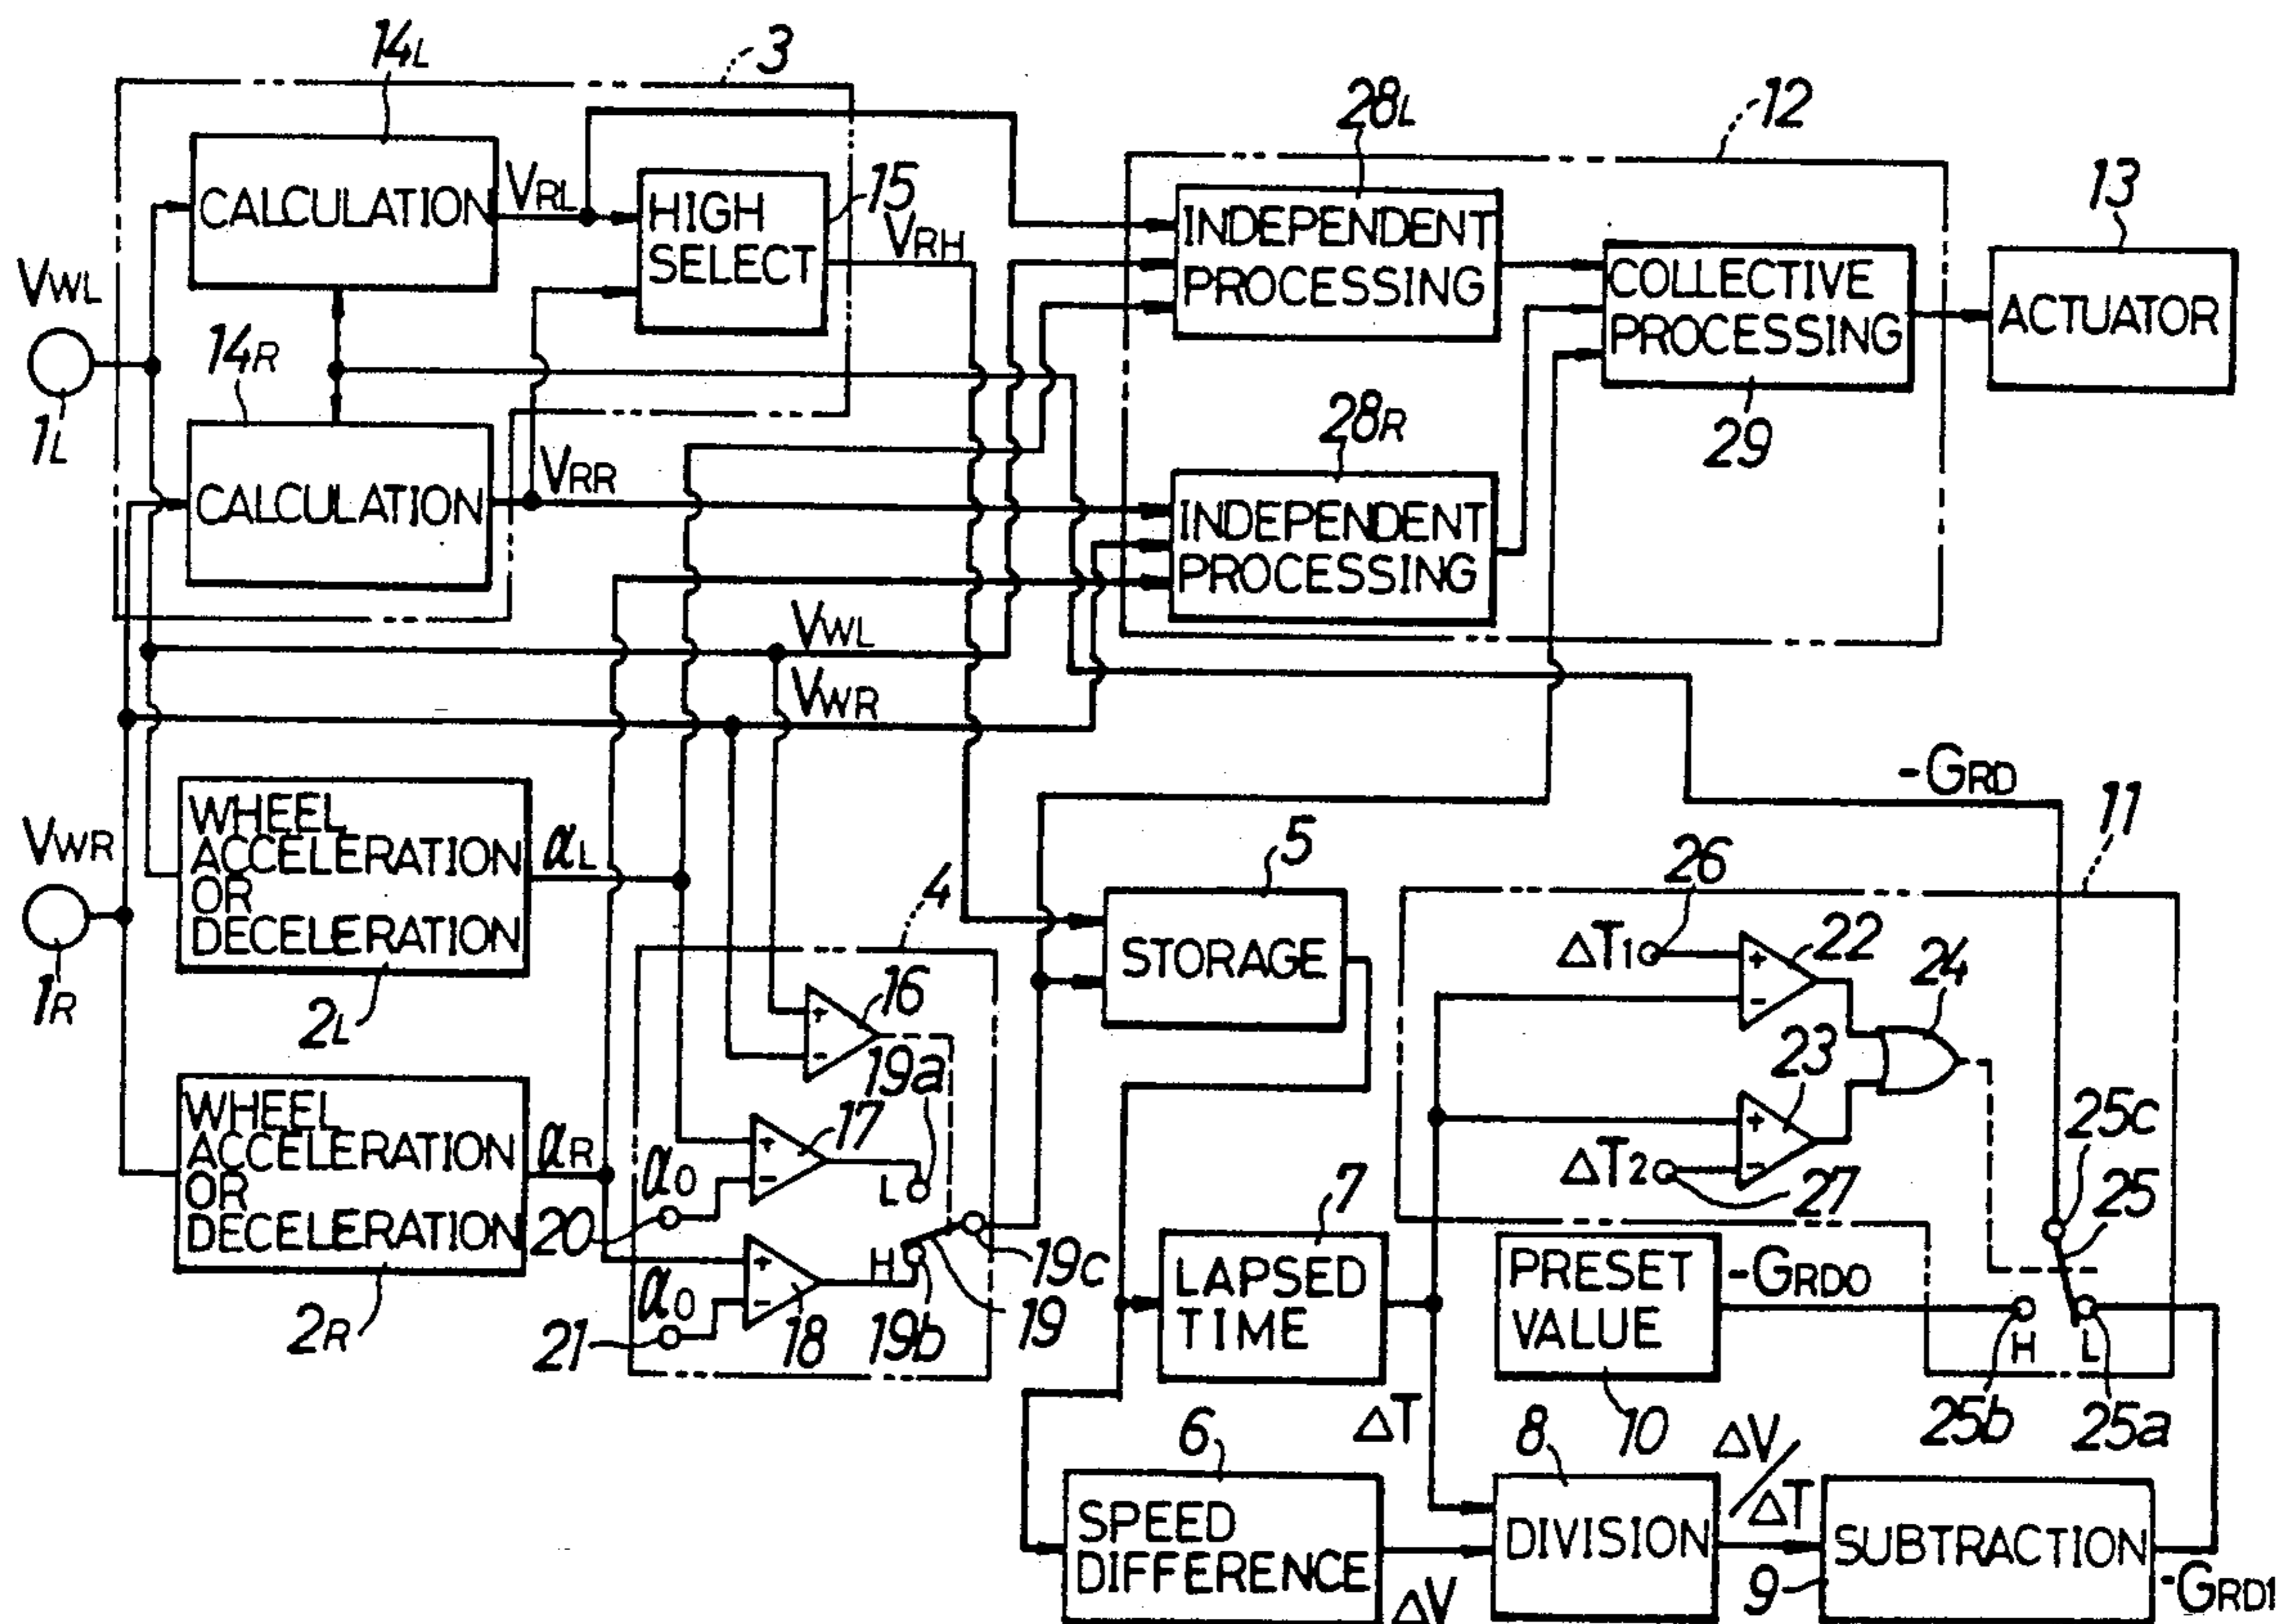 14L
3
28L
12
CALCULATION
VRL
HIGH
SELECT
15
VRH
INDEPENDENT
PROCESSING
COLLECTIVE
PROCESSING
13
ACTUATOR
VWL
14R
1L
28R
29
CALCULATION
VRR
INDEPENDENT
PROCESSING
VWL
VWR
-GRD
11
WHEEL
ACCELERATION
OR
DECELERATION
αL
VWR
1R
2L
4
5
STORAGE
26
ΔT1
+
-
22
24
16
+
-
19a
23
+
-
ΔT2
27
25c
25
WHEEL
ACCELERATION
OR
DECELERATION
αR
2R
17
+
-
α0
20
L
α0
21
+
-
18
H
19b
19
19c
7
LAPSED
TIME
PRESET
VALUE
-GRDO
10
H
L
25b
25a
ΔT
6
SPEED
DIFFERENCE
ΔV
8
DIVISION
ΔV/ΔT
9
SUBTRACTION
-GRD1